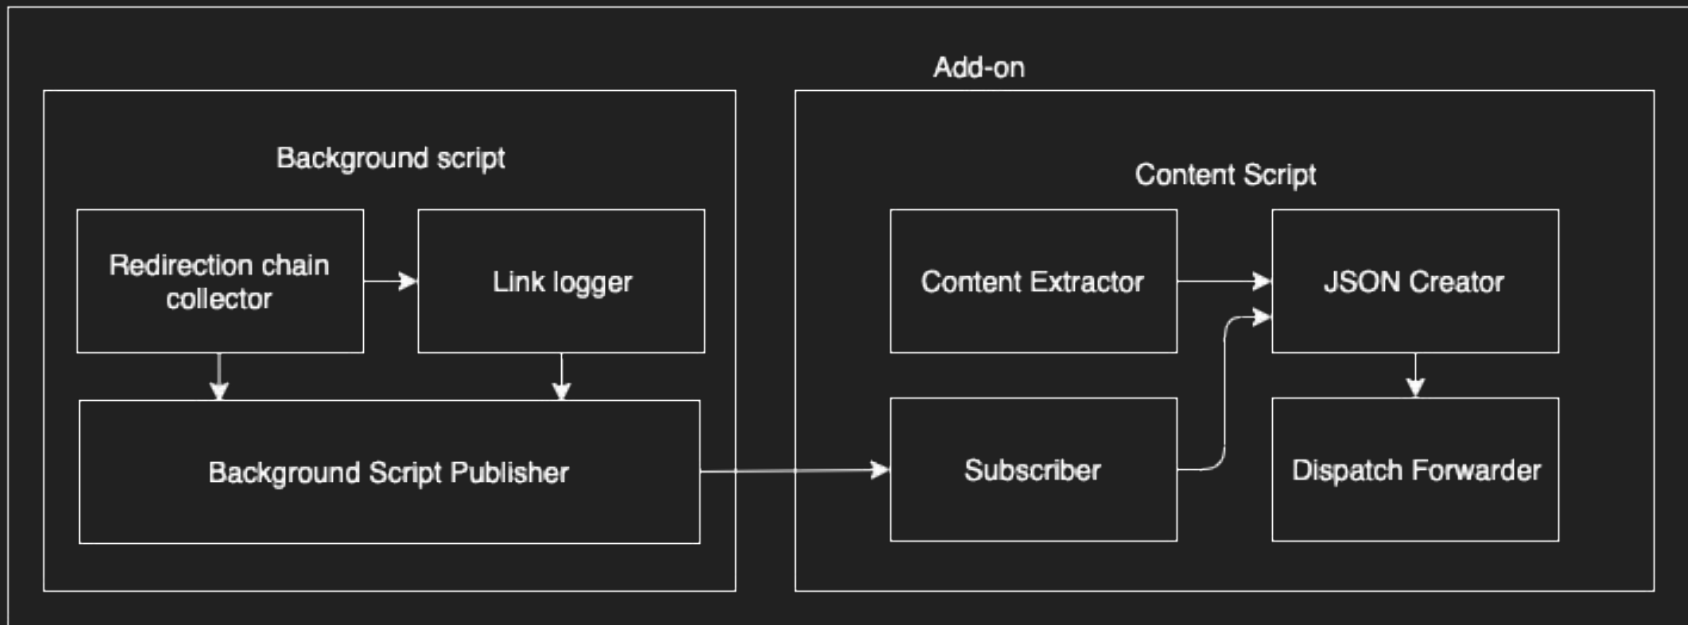 Add-on
Background script
Redirection chain
collector
Link logger
Background Script Publisher
Content Script
Content Extractor
JSON Creator
Subscriber
Dispatch Forwarder